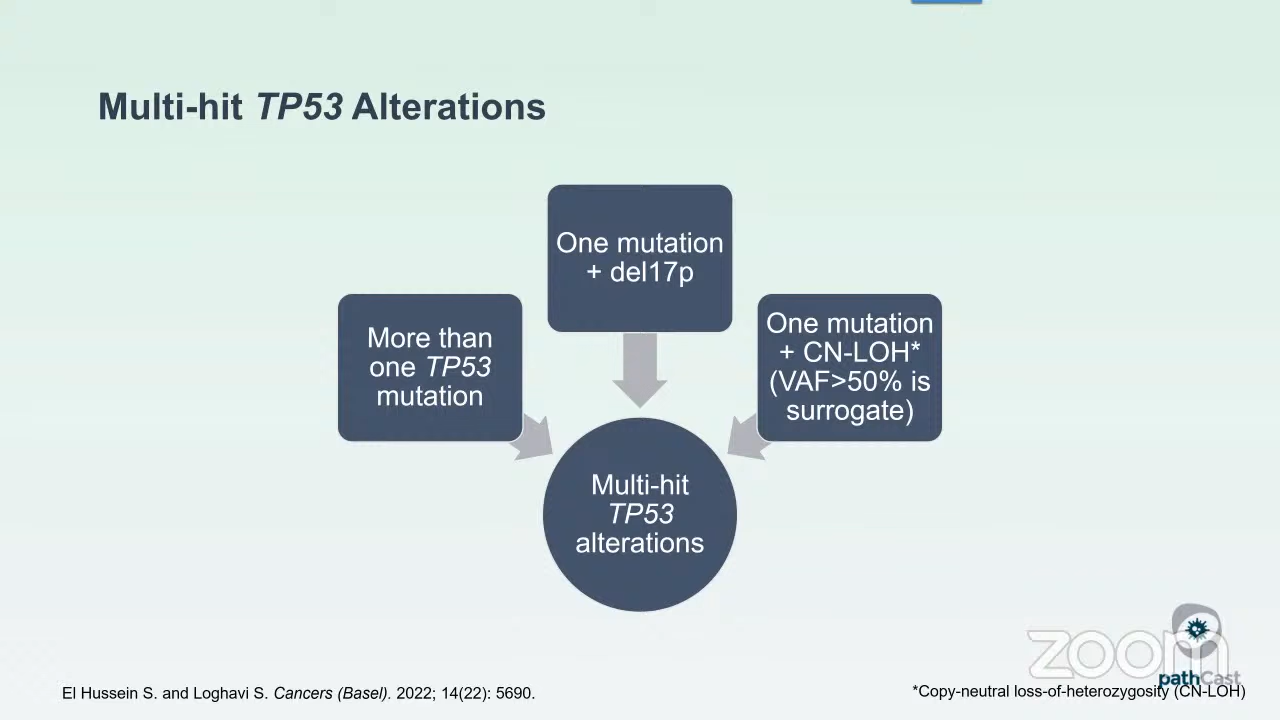 Multi-hit TP53 Alterations
One mutation
+ del17p
More than
one TP53
mutation
One mutation
+ CN-LOH*
(VAF>50% is
surrogate)
Multi-hit
TP53
alterations
zoom
pathCast
El Hussein S. and Loghavi S. Cancers (Basel). 2022; 14(22): 5690.
*Copy-neutral loss-of-heterozygosity (CN-LOH)